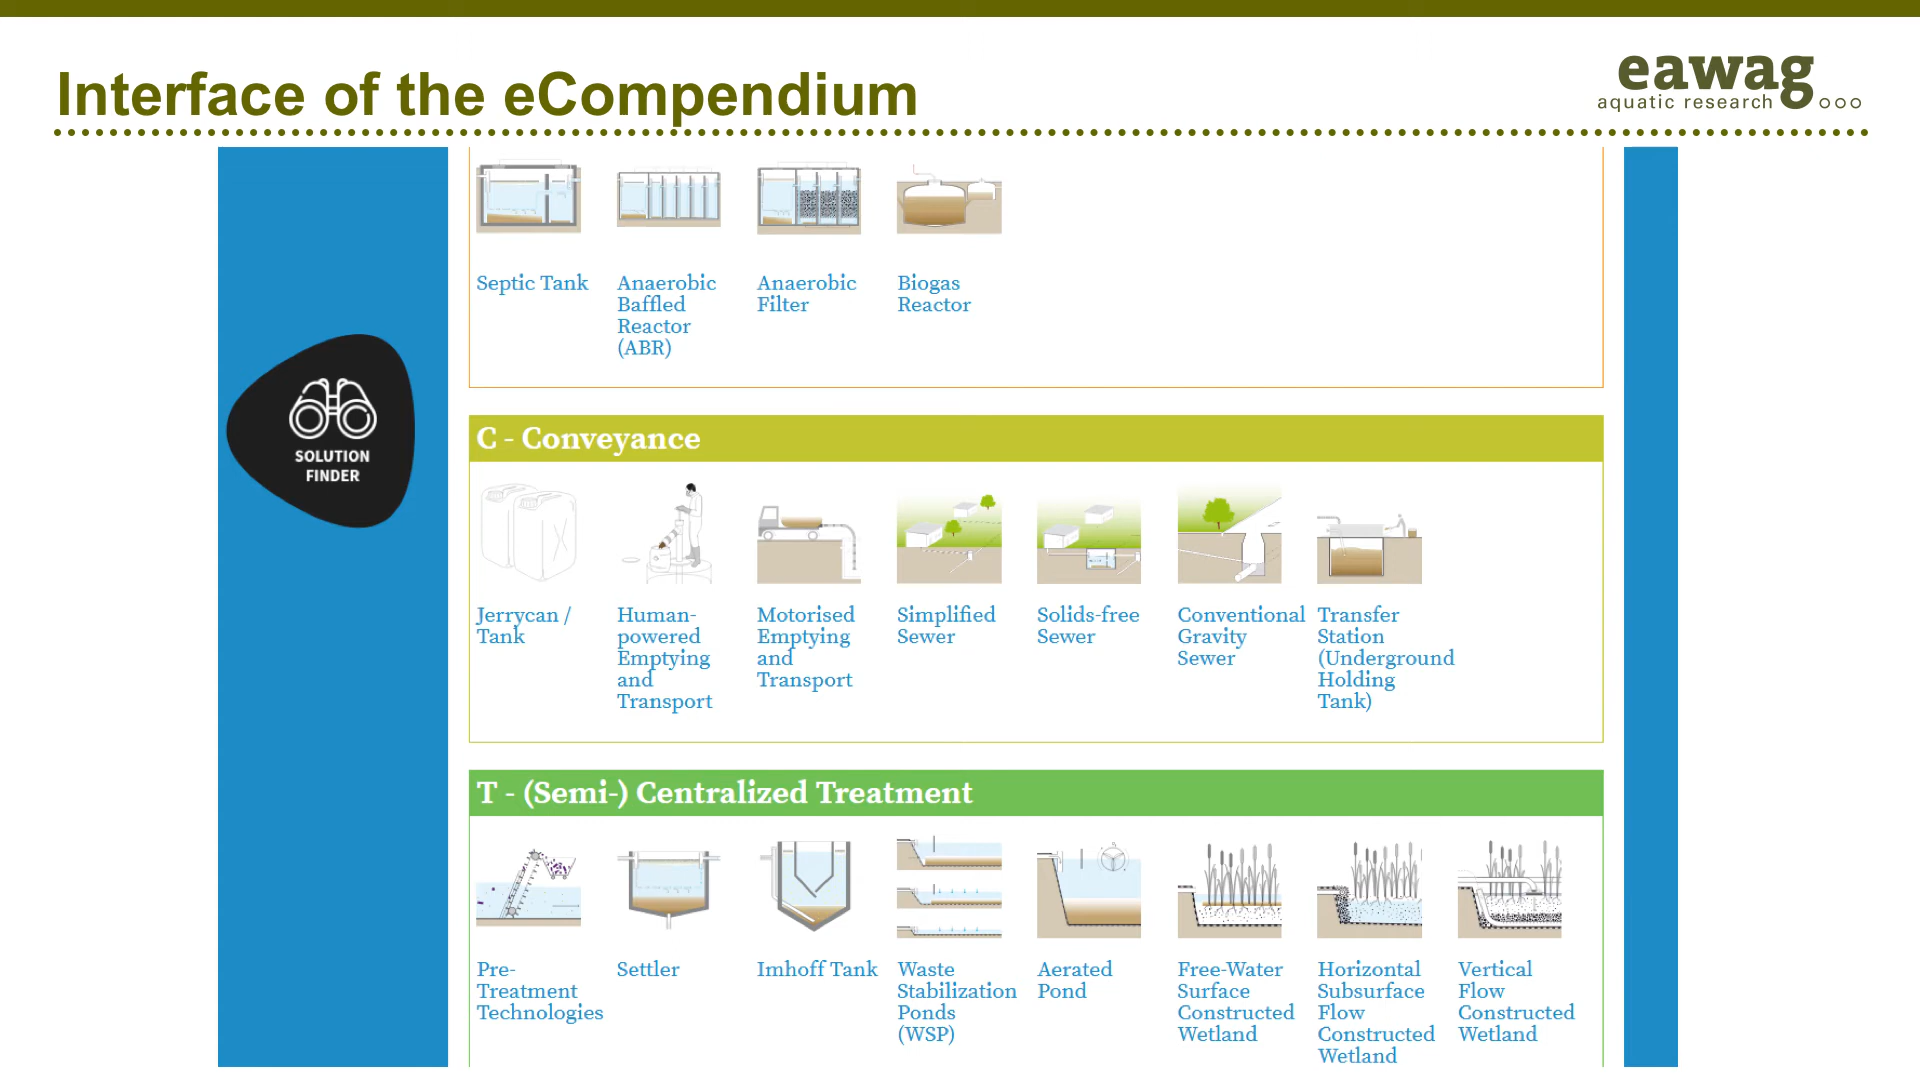 Interface of the eCompendium
eawag
aquatic research
Septic Tank
Anaerobic
Baffled
Reactor
(ABR)
Anaerobic
Filter
Biogas
Reactor
SOLUTION
FINDER
C - Conveyance
Jerrycan /
Tank
Human-
powered
Emptying
and
Transport
Motorised
Emptying
and
Transport
Simplified
Sewer
Solids-free
Sewer
Conventional
Gravity
Sewer
Transfer
Station
(Underground
Holding
Tank)
T - (Semi-) Centralized Treatment
Pre-
Treatment
Technologies
Settler
Imhoff Tank
Waste
Stabilization
Ponds
(WSP)
Aerated
Pond
Free-Water
Surface
Constructed
Wetland
Horizontal
Subsurface
Flow
Constructed
Wetland
Vertical
Flow
Constructed
Wetland